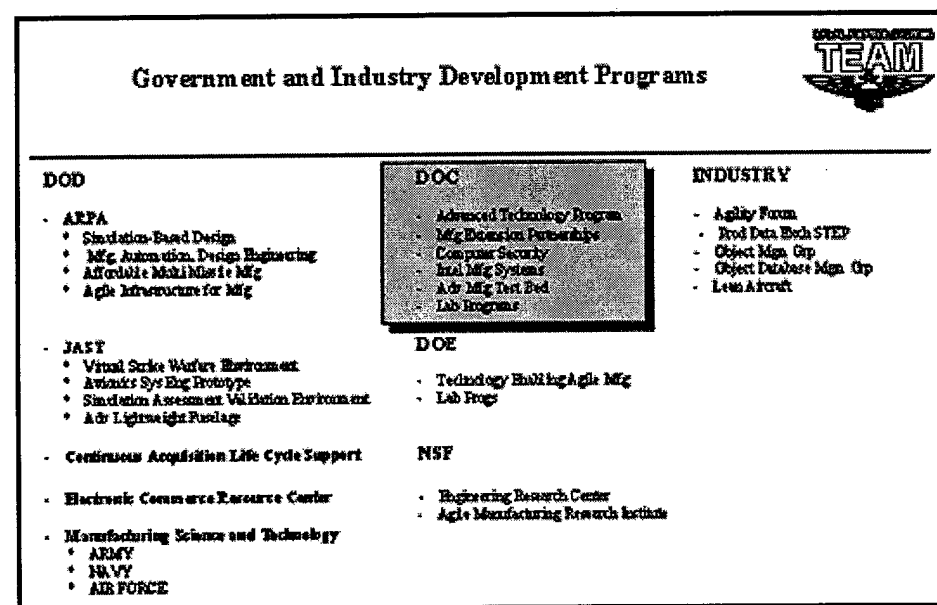 TEAM
Government and Industry Development Programs
DOD
- ARPA
* Simulation-Based Design
* Mfg Automation, Design Engineering
* Affordable Multi Missile Mfg
* Agile Infrastructure for Mfg
- JAST
* Virtual Strike Warfare Environment
* Avionics Sys Eng Prototype
* Simulation Assessment Validation Environment
* Adv Lightweight Fuselage
- Continuous Acquisition Life Cycle Support
- Electronic Commerce Resource Center
- Manufacturing Science and Technology
* ARMY
* NAVY
* AIR FORCE
DOC
- Advanced Technology Program
- Mfg Extension Partnerships
- Computer Security
- Intel Mfg Systems
- Adv Mfg Test Bed
- Lab Programs
DOE
- Technology Enabling Agile Mfg
- Lab Progs
NSF
- Engineering Research Center
- Agile Manufacturing Research Institute
INDUSTRY
- Agility Forum
- Prod Data Exch STEP
- Object Mgn. Grp
- Object Database Mgn. Grp
- Lean Aircraft